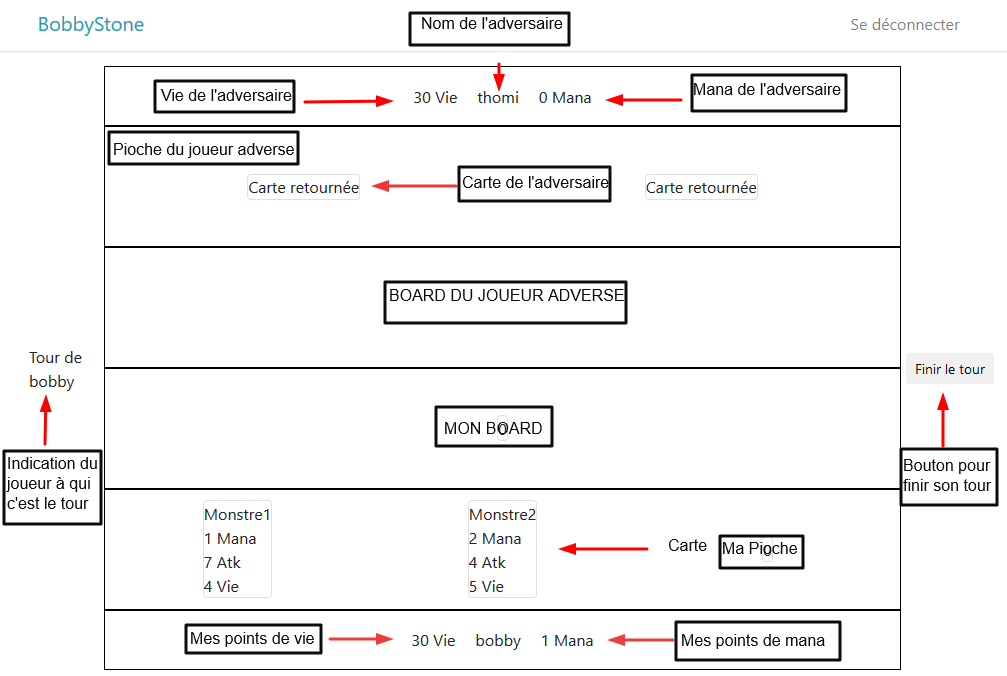 BobbyStone
Nom de l'adversaire
Se déconnecter
Vie de l'adversaire
30 Vie thomi 0 Mana
Mana de l'adversaire
Pioche du joueur adverse
Carte retournée
Carte de l'adversaire
Carte retournée
BOARD DU JOUEUR ADVERSE
Tour de
bobby
Finir le tour
MON BOARD
0
Indication du
joueur à qui
c'est le tour
Bouton pour
finir son tour
Monstre1
1 Mana
7 Atk
4 Vie
Monstre2
2 Mana
4 Atk
5 Vie
Carte
Ma Pioche
0
Mes points de vie
30 Vie bobby 1 Mana
Mes points de mana